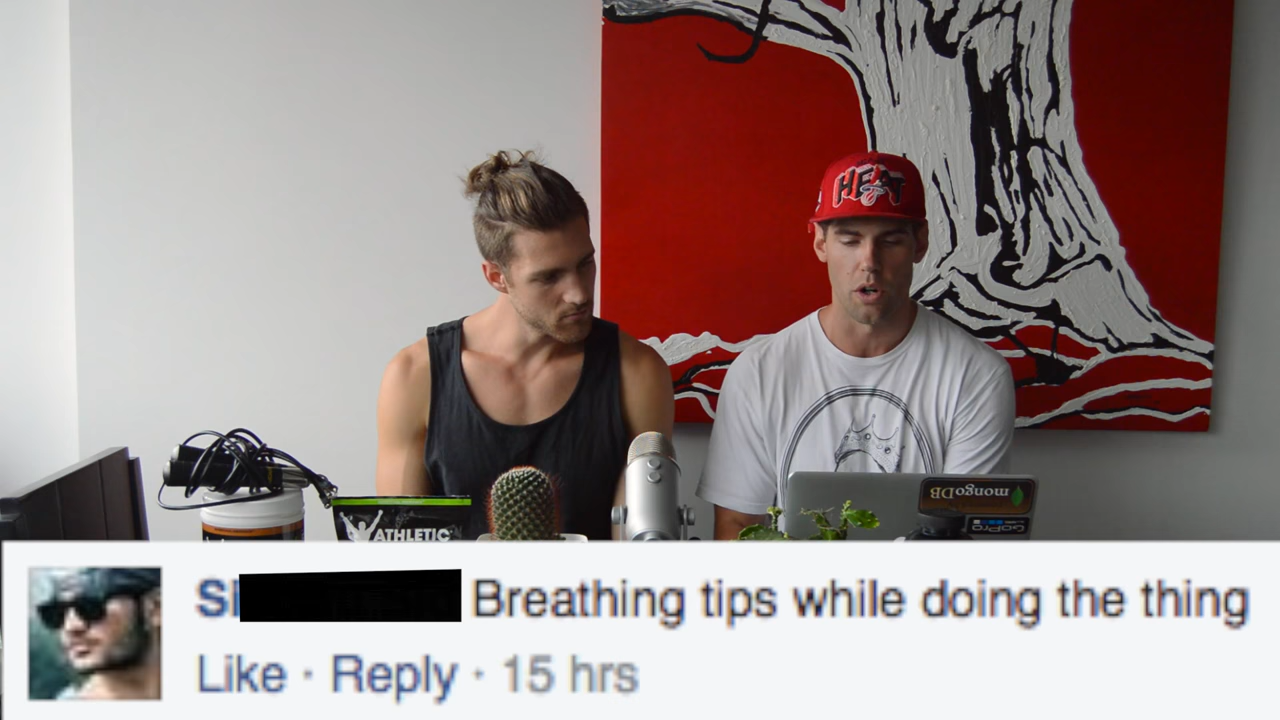 HEAT
ATHLETIC
mongoDB
GoPro
Si
Breathing tips while doing the thing
Like · Reply · 15 hrs